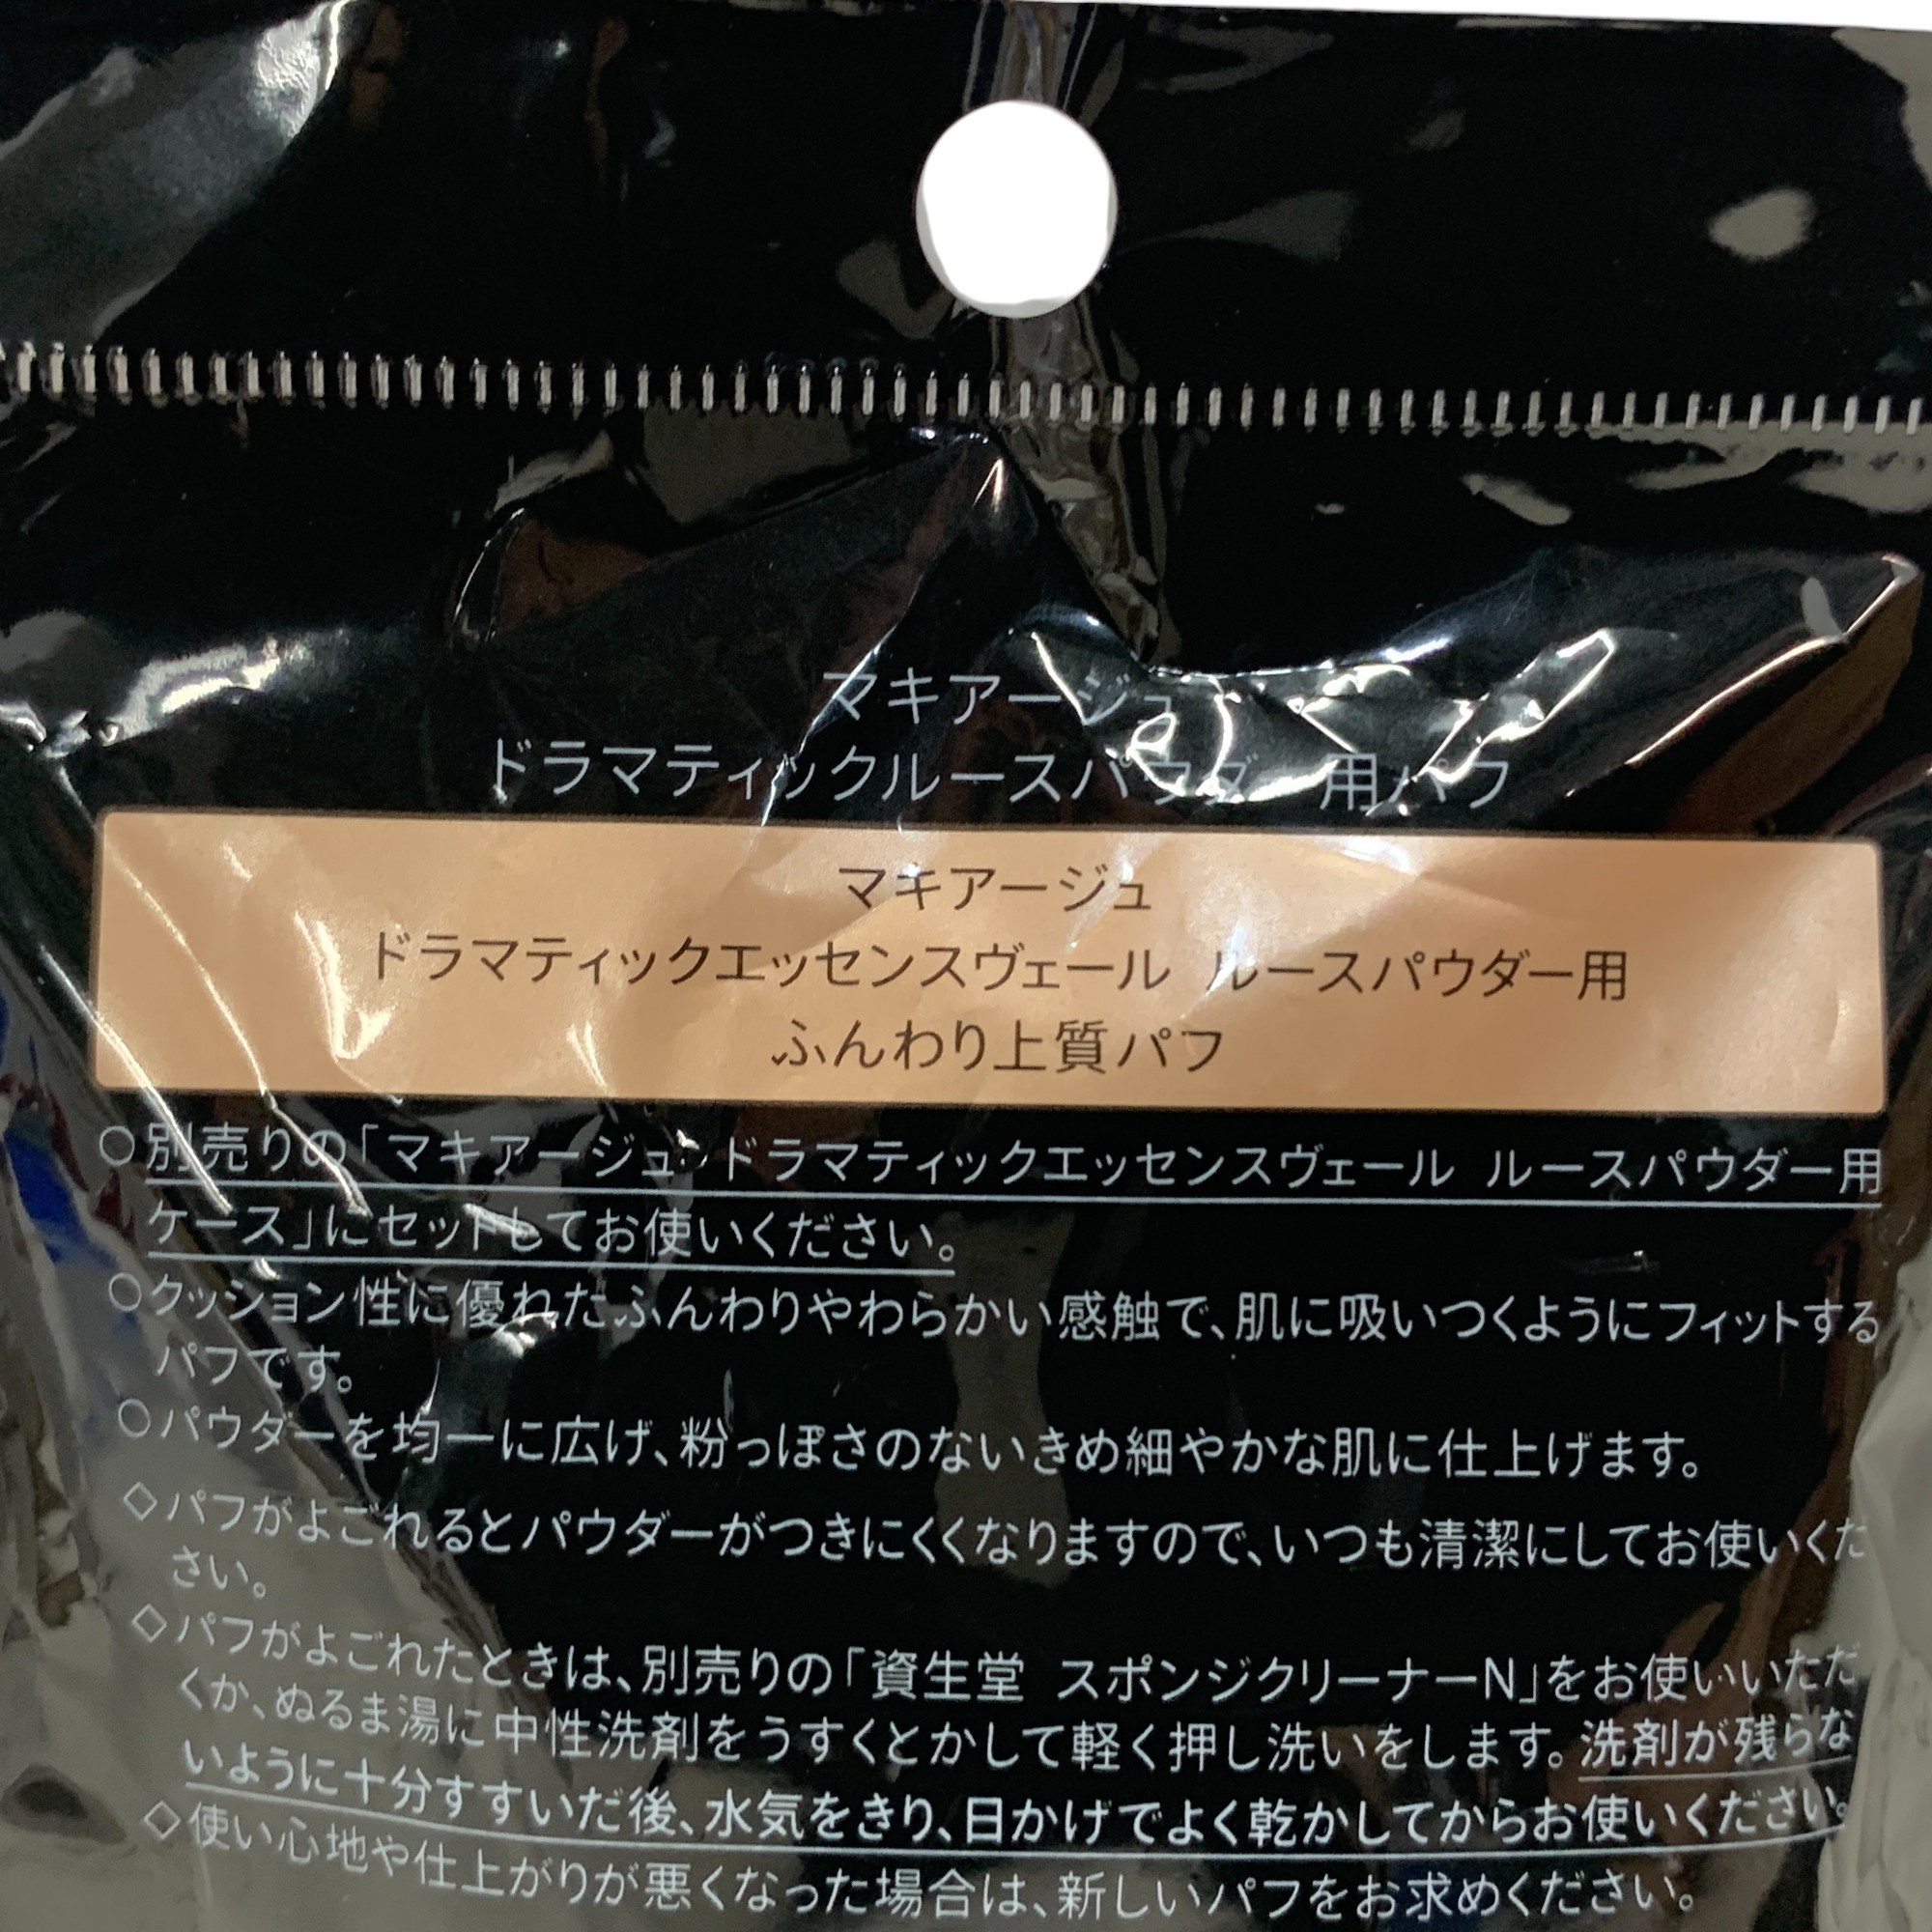 マキアージュ
ドラマティックルースパウダー用パフ
マキアージュ
ドラマティックエッセンスヴェール ルースパウダー用
ふんわり上質パフ
○別売りの「マキアージュ ドラマティックエッセンスヴェール ルースパウダー用
ケース」にセットしてお使いください。
○クッション性に優れたふんわりやわらかい感触で、肌に吸いつくようにフィットする
パフです。
○パウダーを均一に広げ、粉っぽさのないきめ細やかな肌に仕上げます。
◇パフがよごれるとパウダーがつきにくくなりますので、いつも清潔にしてお使いくだ
さい。
◇パフがよごれたときは、別売りの「資生堂 スポンジクリーナーN」をお使いいただ
くか、ぬるま湯に中性洗剤をうすくとかして軽く押し洗いをします。洗剤が残らな
いように十分すすいだ後、水気をきり、日かげでよく乾かしてからお使いください。
◇使い心地や仕上がりが悪くなった場合は、新しいパフをお求めください。